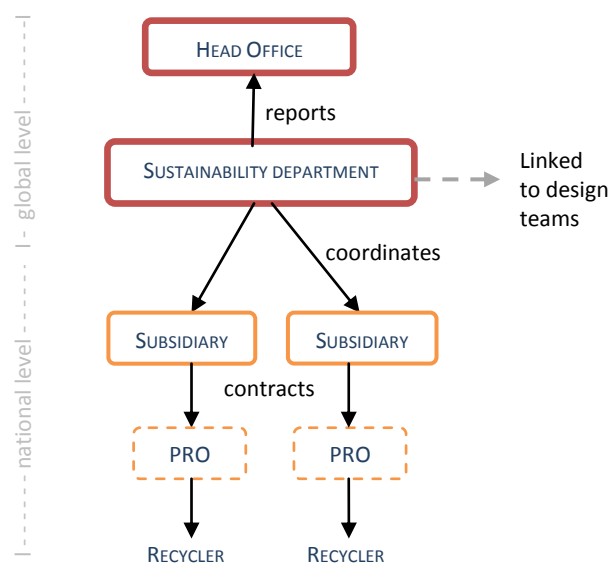 HEAD OFFICE
reports
SUSTAINABILITY DEPARTMENT
Linked
to design
teams
global level
coordinates
SUBSIDIARY
SUBSIDIARY
contracts
national level
PRO
PRO
RECYCLER
RECYCLER